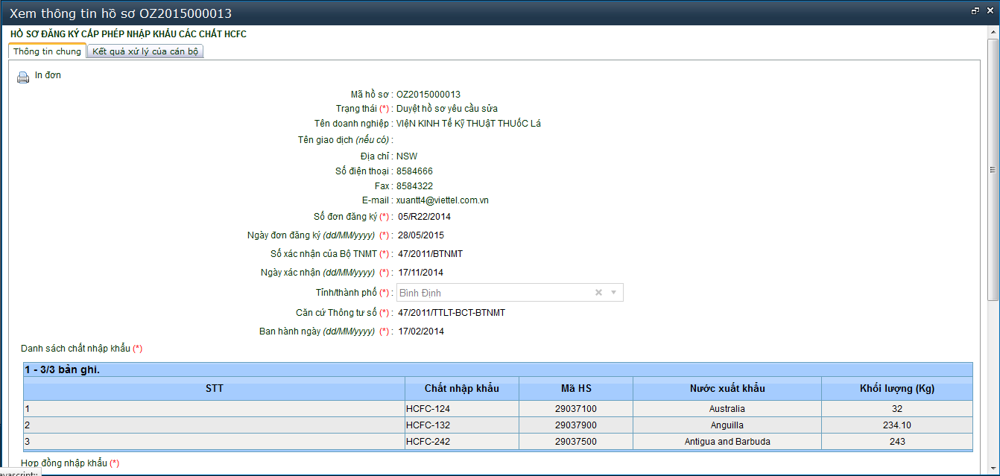 Xem thông tin hồ sơ OZ2015000013
HỒ SƠ ĐĂNG KÝ CẤP PHÉP NHẬP KHẨU CÁC CHẤT HCFC
Thông tin chung Kết quả xử lý của cán bộ
In đơn
Mã hồ sơ : OZ2015000013
Trạng thái (*) : Duyệt hồ sơ yêu cầu sửa
Tên doanh nghiệp : VIệN KINH Tế Kỹ THUậT THUốC Lá
Tên giao dịch (nếu có) :
Địa chỉ : NSW
Số điện thoại : 8584666
Fax : 8584322
E-mail : xuantt4@viettel.com.vn
Số đơn đăng ký (*) : 05/R22/2014
Ngày đơn đăng ký (dd/MM/yyyy) (*) : 28/05/2015
Số xác nhận của Bộ TNMT (*) : 47/2011/BTNMT
Ngày xác nhận (dd/MM/yyyy) (*) : 17/11/2014
Tỉnh/thành phố (*) : Bình Định
Căn cứ Thông tư số (*) : 47/2011/TTLT-BCT-BTNMT
Ban hành ngày (dd/MM/yyyy) (*) : 17/02/2014
Danh sách chất nhập khẩu (*)
1 - 3/3 bản ghi.
STT Chất nhập khẩu Mã HS Nước xuất khẩu Khối lượng (Kg)
1 HCFC-124 29037100 Australia 32
2 HCFC-132 29037900 Anguilla 234.10
3 HCFC-242 29037500 Antigua and Barbuda 243
Hợp đồng nhập khẩu (*)
avascript:;